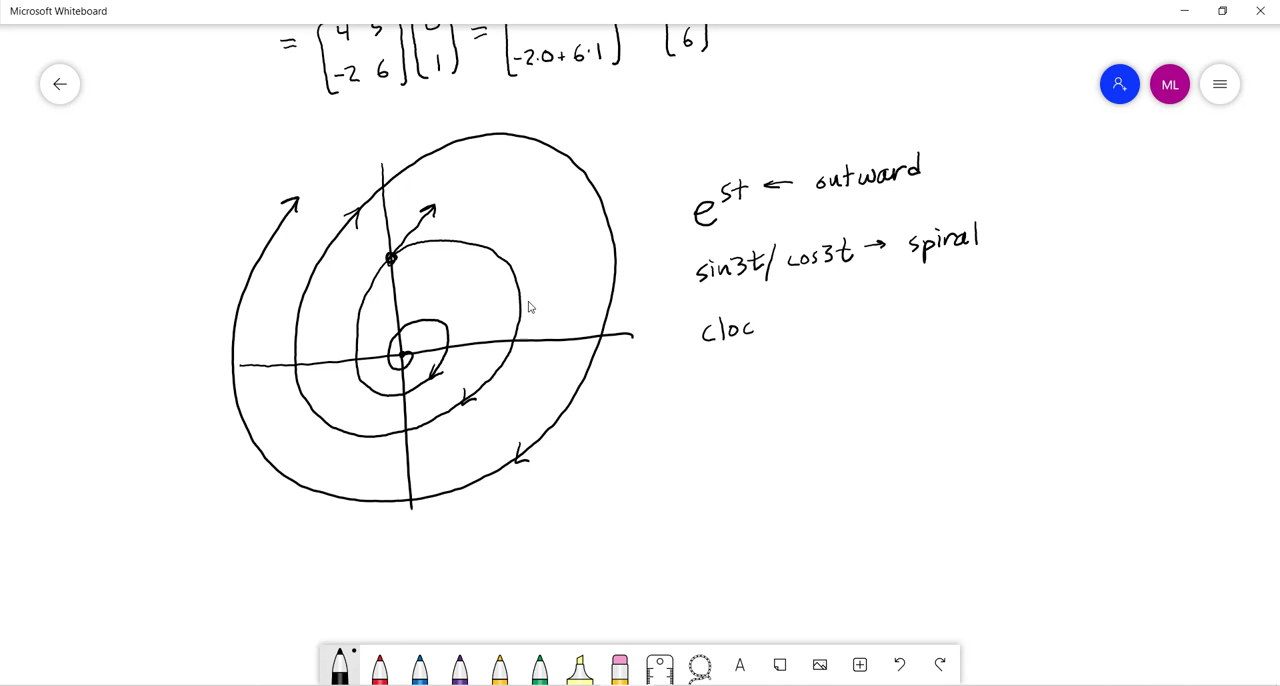 Microsoft Whiteboard
ML
= [4 5
-2 6] [0
1] = [
-2·0+6·1] [
6]
e^5t ← outward
sin3t/cos3t → spiral
cloc
A